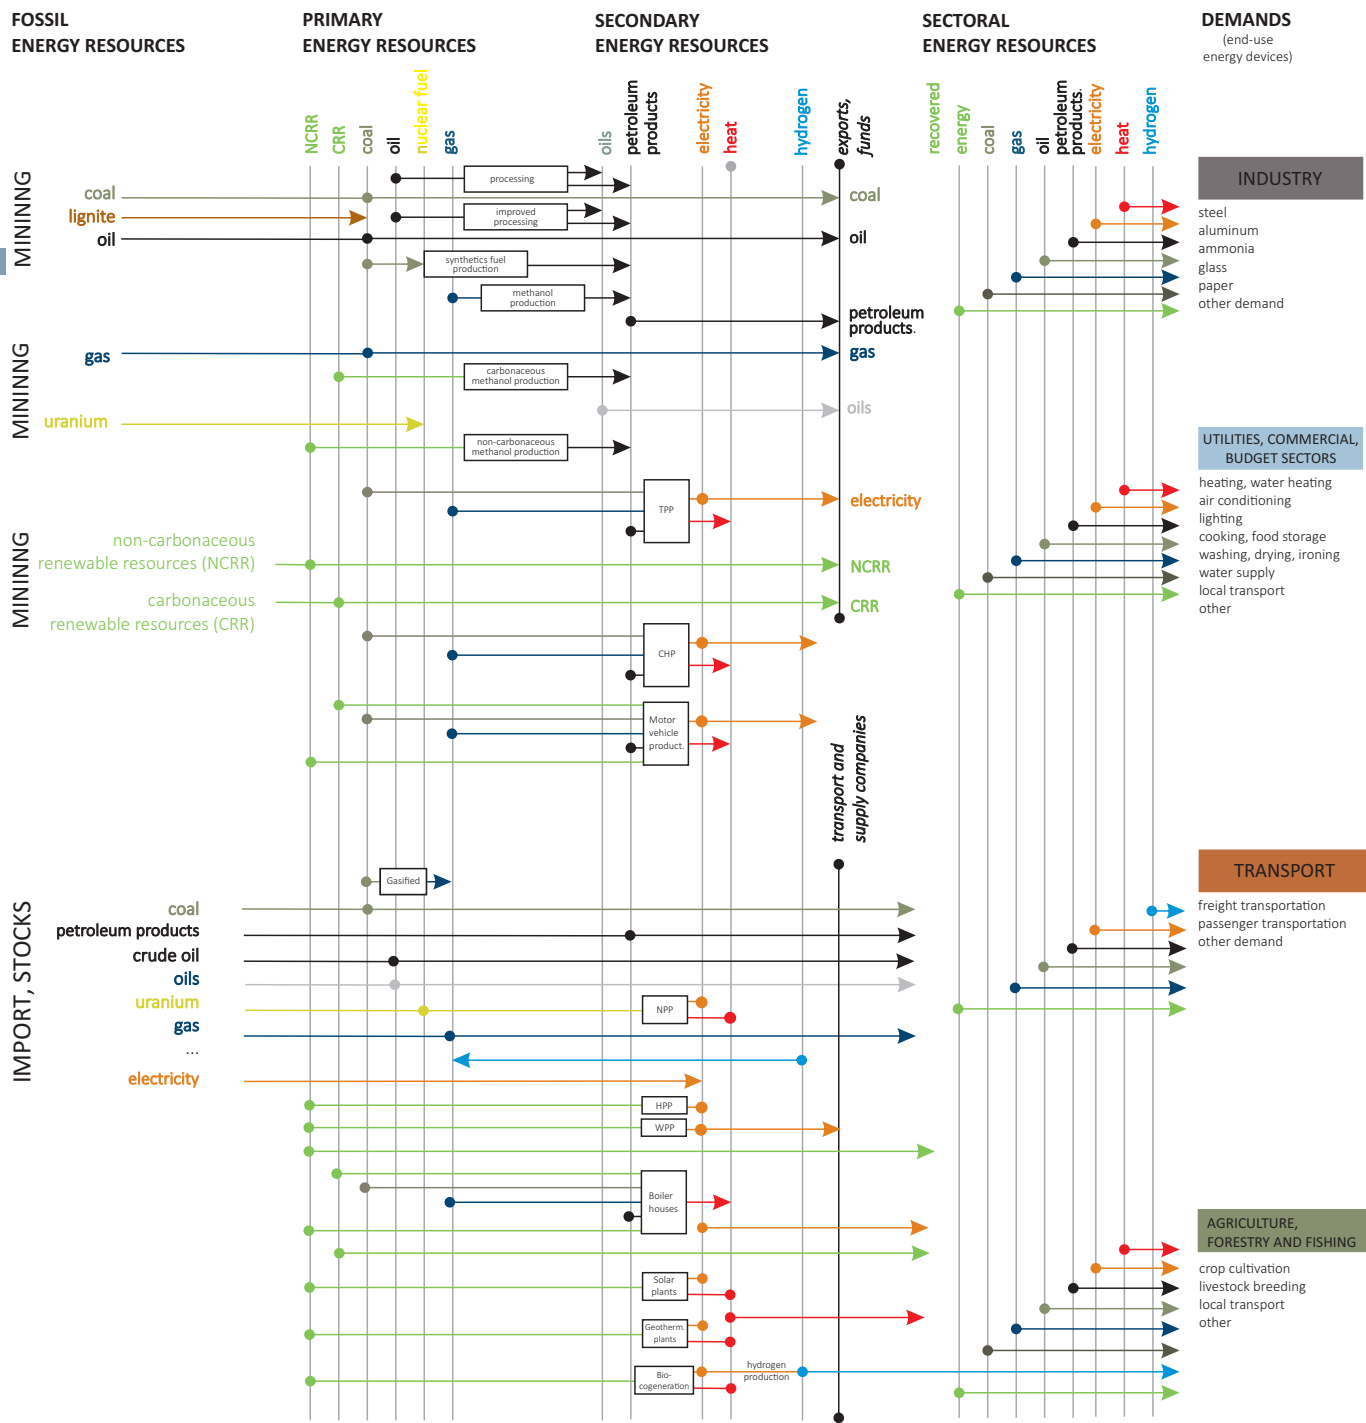 FOSSIL
ENERGY RESOURCES
PRIMARY
ENERGY RESOURCES
SECONDARY
ENERGY RESOURCES
SECTORAL
ENERGY RESOURCES
DEMANDS
(end-use
energy devices)
NCRR
CRR
coal
oil
nuclear fuel
gas
oils
petroleum
products
electricity
heat
hydrogen
exports,
funds
recovered
energy
coal
gas
oil
petroleum
products.
electricity
heat
hydrogen
MINIНNG
coal
lignite
oil
processing
improved
processing
synthetics fuel
production
methanol
production
coal
oil
petroleum
products.
INDUSTRY
steel
aluminum
ammonia
glass
paper
other demand
MININNG
gas
uranium
carbonaceous
methanol production
non-carbonaceous
methanol production
gas
oils
UTILITIES, COMMERCIAL,
BUDGET SECTORS
heating, water heating
air conditioning
lighting
cooking, food storage
washing, drying, ironing
water supply
local transport
other
MININNG
non-carbonaceous
renewable resources (NCRR)
carbonaceous
renewable resources (CRR)
TPP
electricity
NCRR
CRR
CHP
Motor
vehicle
product.
transport and
supply companies
TRANSPORT
freight transportation
passenger transportation
other demand
IMPORT, STOCKS
Gasified
coal
petroleum products
crude oil
oils
uranium
gas
...
electricity
NPP
HPP
WPP
Boiler
houses
Solar
plants
Geotherm.
plants
Bio-
cogeneration
hydrogen
production
AGRICULTURE,
FORESTRY AND FISHING
crop cultivation
livestock breeding
local transport
other